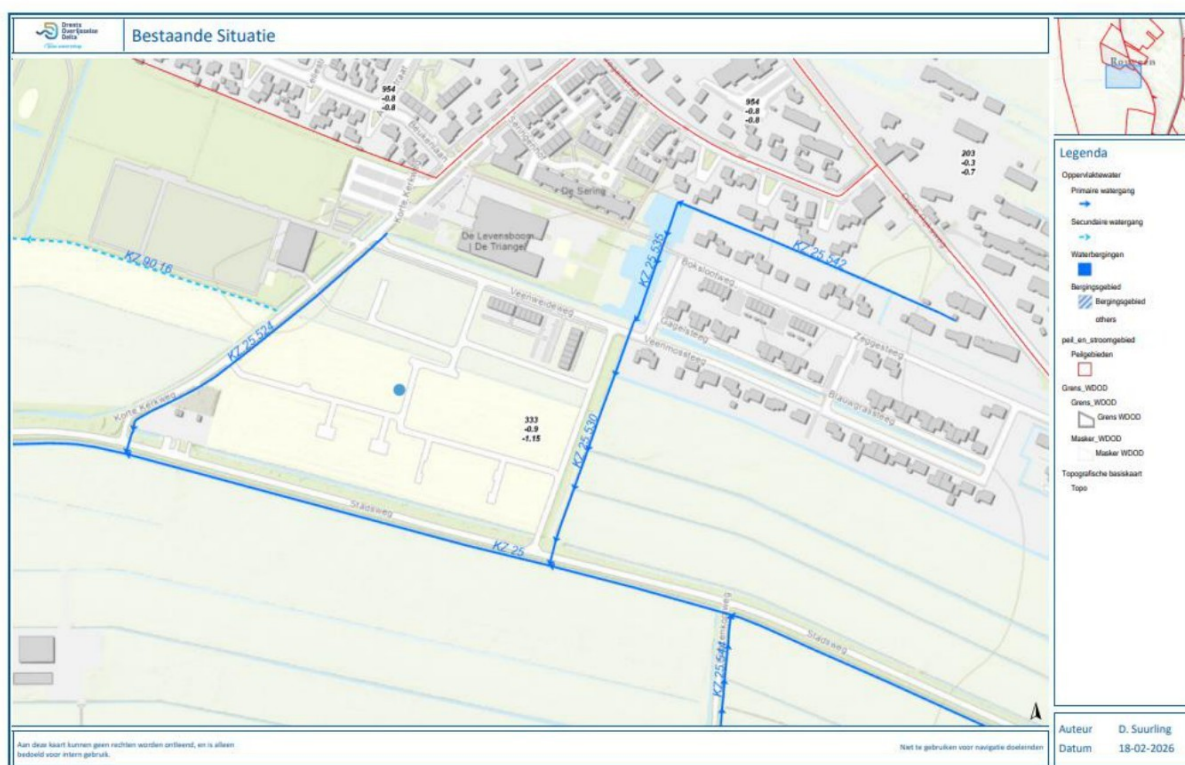 Drents
Overijsselse
Delta
Bestaande Situatie
Rouveen
954
-0.8
-0.8
954
-0.8
-0.8
203
-0.3
-0.7
De Sering
De Levensboom
| De Triangel
KZ.90.16
KZ.25.535
KZ.25.542
Veenweideweg
Zeggesteeg
Veenmossteeg
Blauwgrassteeg
KZ.25.524
Korte Kerkweg
333
-0.9
-1.15
KZ.25.530
Stadsweg
KZ.25
Stadsweg
KZ.25.544
Legenda
Oppervlaktewater
Primaire watergang
Secundaire watergang
Waterbergingen
Bergingsgebied
Bergingsgebied
others
peil_en_stroomgebied
Peilgebieden
Grens_WDOD
Grens_WDOD
Grens WDOD
Masker_WDOD
Masker WDOD
Topografische basiskaart
Topo
Aan deze kaart kunnen geen rechten worden ontleend, en is alleen
bedoeld voor intern gebruik.
Niet te gebruiken voor navigatie doeleinden
Auteur D. Suurling
Datum 18-02-2026